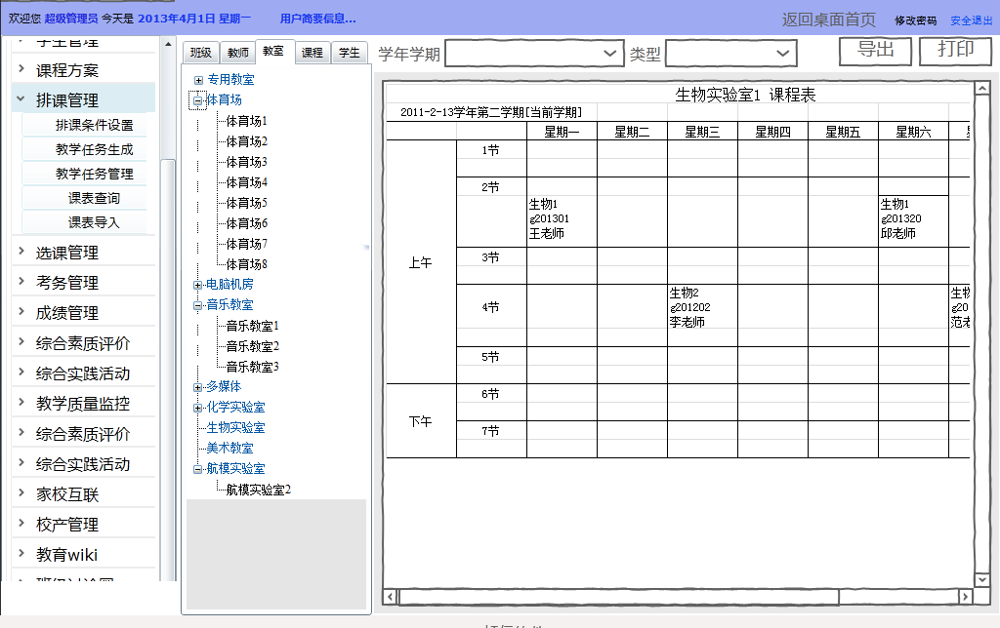 欢迎您 超级管理员 今天是 2013年4月1日 星期一 用户简要信息... 返回桌面首页 修改密码 安全退出
学生管理
课程方案
排课管理
排课条件设置
教学任务生成
教学任务管理
课表查询
课表导入
选课管理
考务管理
成绩管理
综合素质评价
综合实践活动
教学质量监控
综合素质评价
综合实践活动
家校互联
校产管理
教育wiki
班级 教师 教室 课程 学生
专用教室
体育场
体育场1
体育场2
体育场3
体育场4
体育场5
体育场6
体育场7
体育场8
电脑机房
音乐教室
音乐教室1
音乐教室2
音乐教室3
多媒体
化学实验室
生物实验室
美术教室
航模实验室
航模实验室2
学年学期 类型 导出 打印
生物实验室1 课程表
2011-2-13学年第二学期[当前学期]
星期一 星期二 星期三 星期四 星期五 星期六
上午
1节
2节
生物1
g201301
王老师
生物1
g201320
邱老师
3节
4节
生物2
g201202
李老师
生物
g20
范老
5节
下午
6节
7节